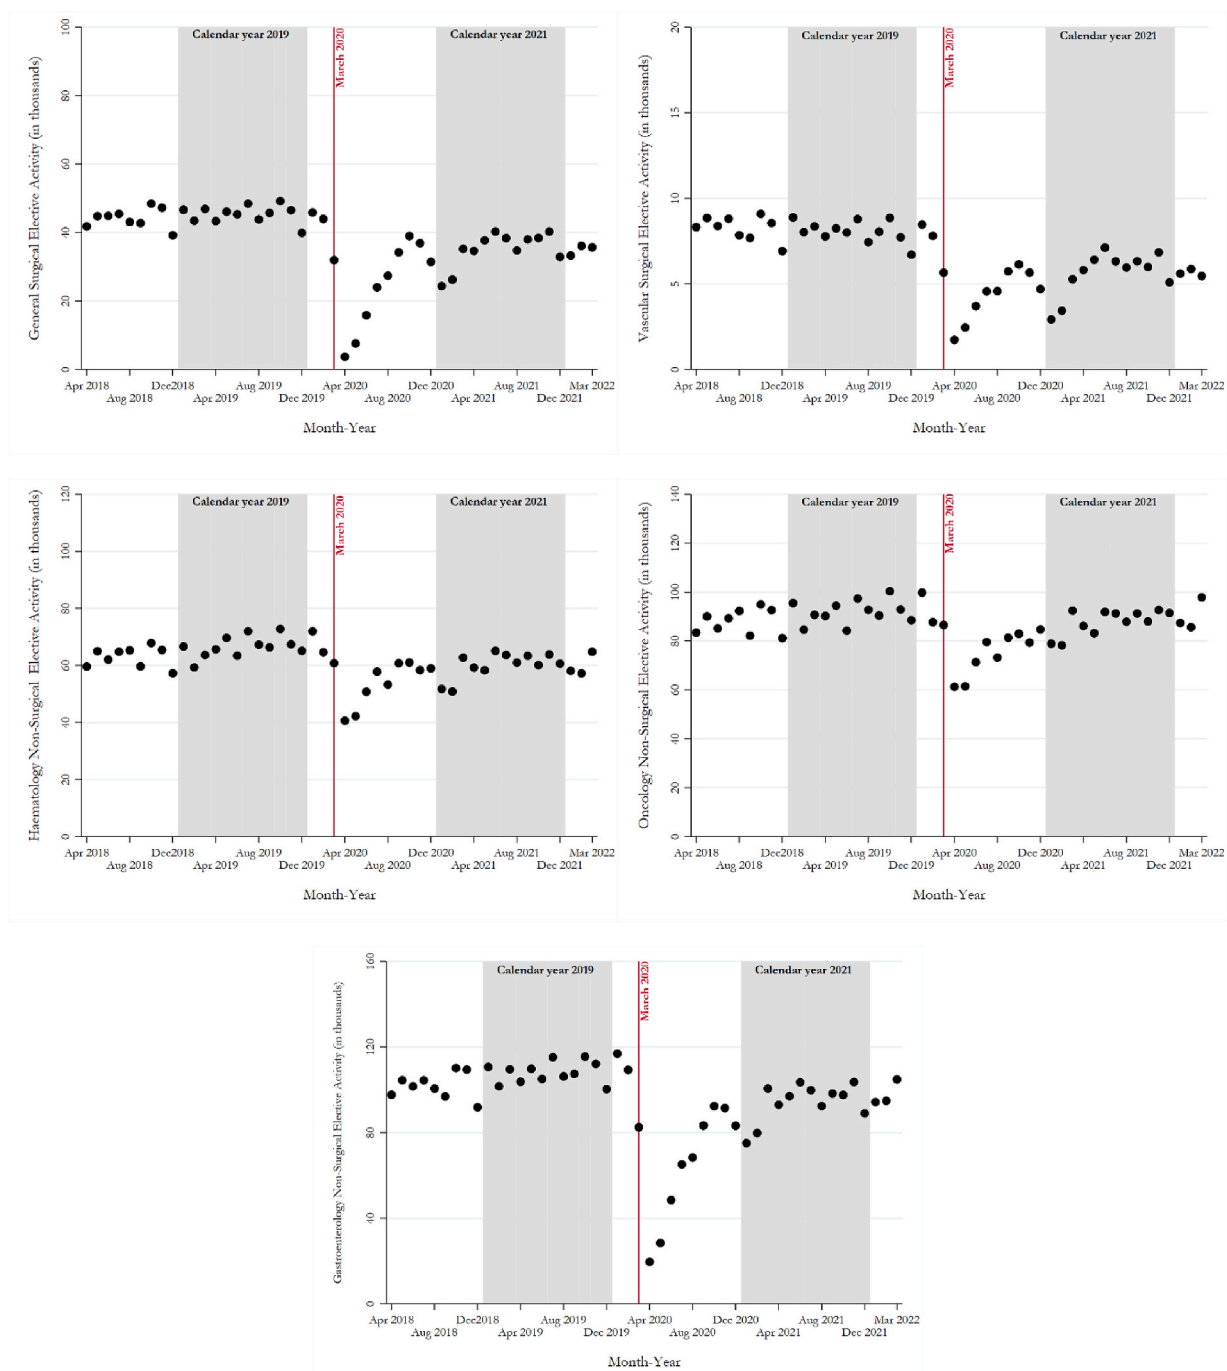 General Surgical Elective Activity (in thousands)
100
80
60
40
20
0
Calendar year 2019
March 2020
Calendar year 2021
Apr 2018
Aug 2018
Dec2018
Apr 2019
Aug 2019
Dec 2019
Apr 2020
Aug 2020
Dec 2020
Apr 2021
Aug 2021
Dec 2021
Mar 2022
Month-Year
Vascular Surgical Elective Activity (in thousands)
20
15
10
5
0
Calendar year 2019
March 2020
Calendar year 2021
Apr 2018
Aug 2018
Dec2018
Apr 2019
Aug 2019
Dec 2019
Apr 2020
Aug 2020
Dec 2020
Apr 2021
Aug 2021
Dec 2021
Mar 2022
Month-Year
Haematology Non-Surgical Elective Activity (in thousands)
120
100
80
60
40
20
0
Calendar year 2019
March 2020
Calendar year 2021
Apr 2018
Aug 2018
Dec2018
Apr 2019
Aug 2019
Dec 2019
Apr 2020
Aug 2020
Dec 2020
Apr 2021
Aug 2021
Dec 2021
Mar 2022
Month-Year
Oncology Non-Surgical Elective Activity (in thousands)
140
120
100
80
60
40
20
0
Calendar year 2019
March 2020
Calendar year 2021
Apr 2018
Aug 2018
Dec2018
Apr 2019
Aug 2019
Dec 2019
Apr 2020
Aug 2020
Dec 2020
Apr 2021
Aug 2021
Dec 2021
Mar 2022
Month-Year
Gastroenterology Non-Surgical Elective Activity (in thousands)
160
120
80
40
0
Calendar year 2019
March 2020
Calendar year 2021
Apr 2018
Aug 2018
Dec2018
Apr 2019
Aug 2019
Dec 2019
Apr 2020
Aug 2020
Dec 2020
Apr 2021
Aug 2021
Dec 2021
Mar 2022
Month-Year